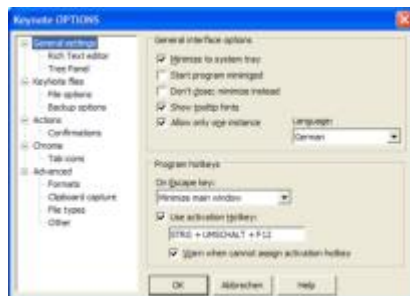 Keynote OPTIONS
General settings
Rich Text editor
Tree Panel
KeyNote files
File options
Backup options
Actions
Confirmations
Chrome
Tab icons
Advanced
Formats
Clipboard capture
File types
Other
General interface options
Minimize to system tray
Start program minimized
Don't close; minimize instead
Show tooltip hints
Allow only one instance
Language:
German
Program hotkeys
On Escape key:
Minimize main window
Use activation Hotkey:
STRG + UMSCHALT + F12
Warn when cannot assign activation hotkey
OK
Abbrechen
Help